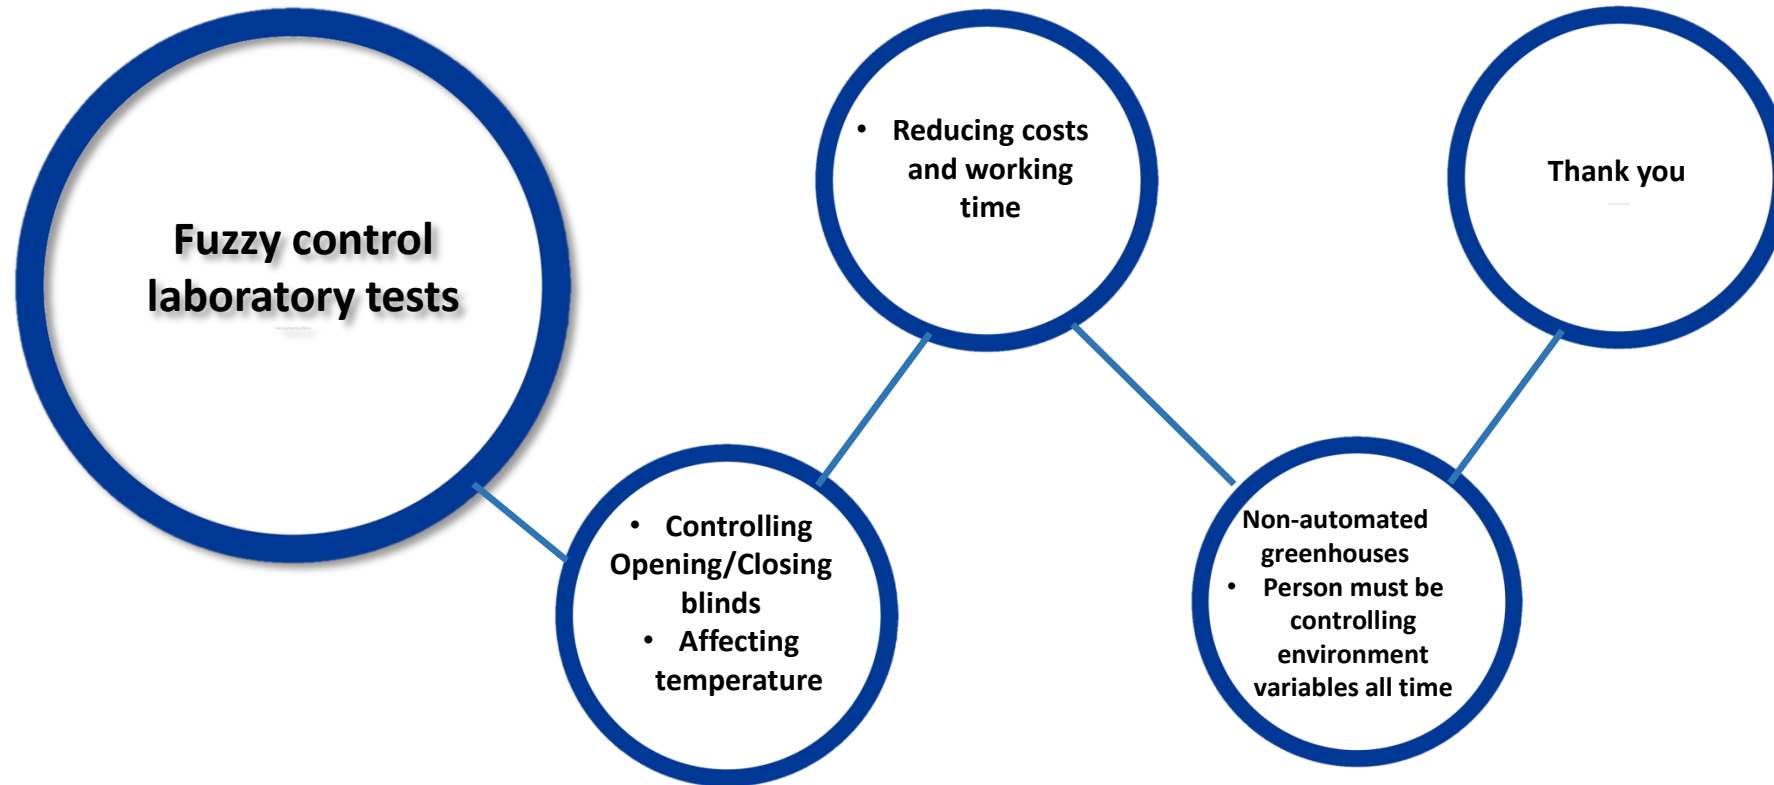 Fuzzy control
laboratory tests
• Controlling
Opening/Closing
blinds
• Affecting
temperature
• Reducing costs
and working
time
Non-automated
greenhouses
• Person must be
controlling
environment
variables all time
Thank you